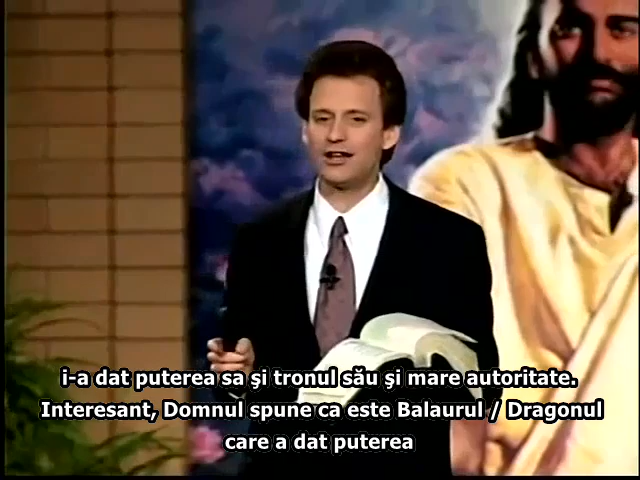 i-a dat puterea sa şi tronul său şi mare autoritate.
Interesant, Domnul spune ca este Balaurul / Dragonul
care a dat puterea